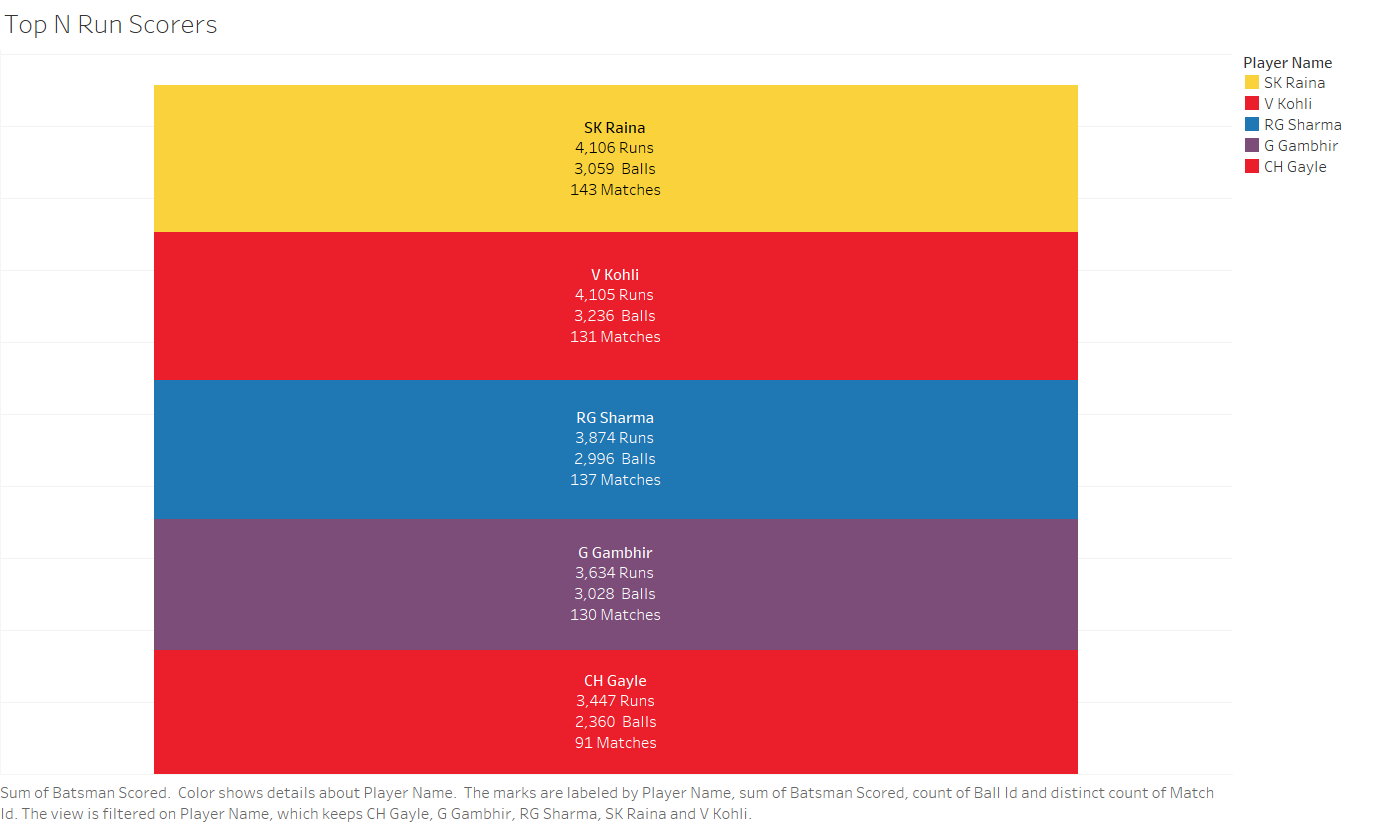 Top N Run Scorers
Player Name
SK Raina
V Kohli
RG Sharma
G Gambhir
CH Gayle
SK Raina
4,106 Runs
3,059  Balls
143 Matches
V Kohli
4,105 Runs
3,236  Balls
131 Matches
RG Sharma
3,874 Runs
2,996  Balls
137 Matches
G Gambhir
3,634 Runs
3,028  Balls
130 Matches
CH Gayle
3,447 Runs
2,360  Balls
91 Matches
Sum of Batsman Scored.  Color shows details about Player Name.  The marks are labeled by Player Name, sum of Batsman Scored, count of Ball Id and distinct count of Match
Id. The view is filtered on Player Name, which keeps CH Gayle, G Gambhir, RG Sharma, SK Raina and V Kohli.